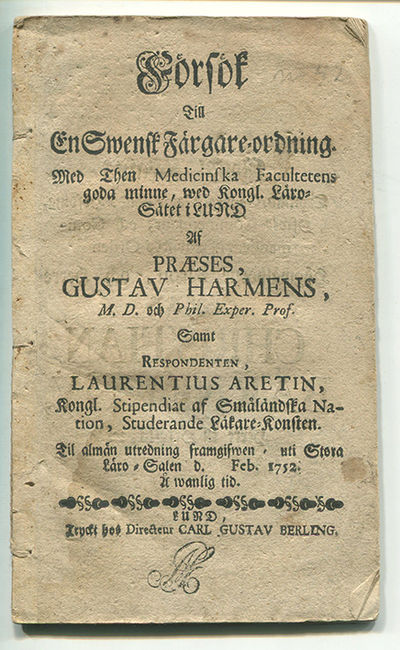 Försök
Till
En Swensk Färgare-ordning.
Med Then Medicinska Facultetens
goda minne, wed Kongl. Läro-
Sätet i LUND
Af
PRÆSES,
GUSTAV HARMENS,
M. D. och Phil. Exper. Prof.
Samt
RESPONDENTEN,
LAURENTIUS ARETIN,
Kongl. Stipendiat af Småländska Na-
tion, Studerande Läkare-Konsten.
Til almän utredning framgifwen, uti Stora
Läro-Salen d. Feb. 1752.
Å wanlig tid.
LUND,
Tryckt hos Directeur CARL GUSTAV BERLING.